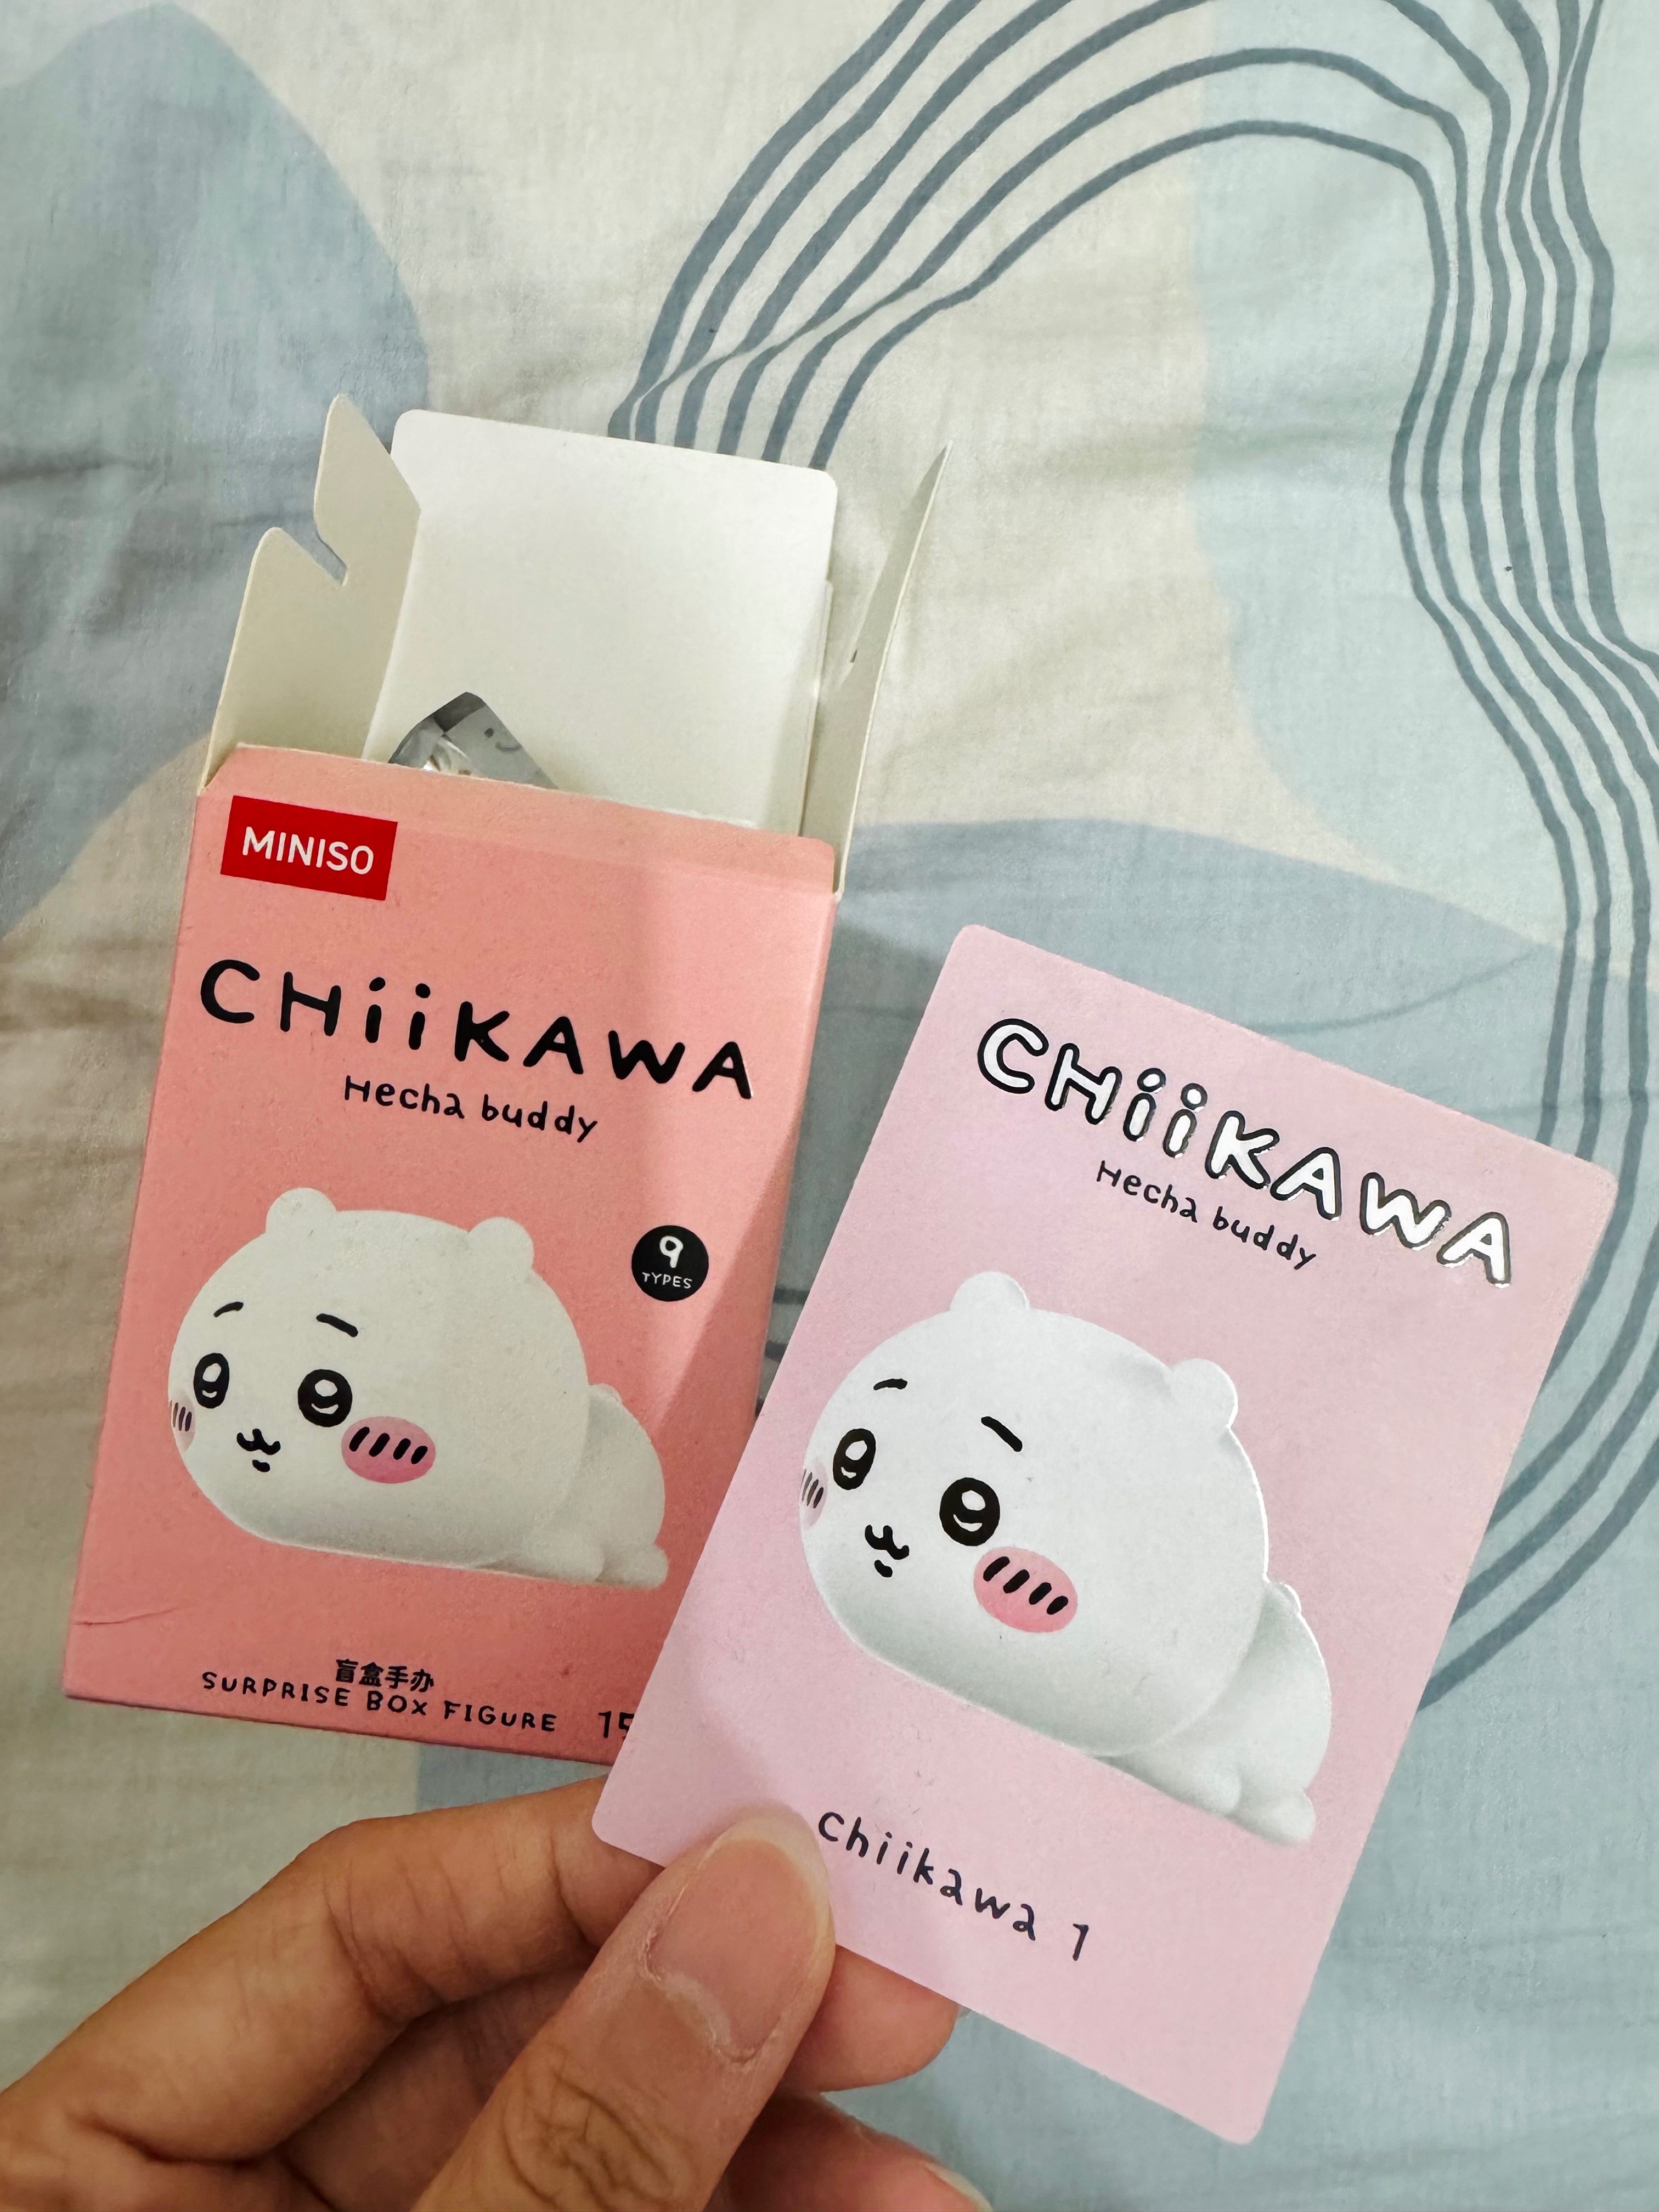 MINISO
CHiiKAWA
Hecha buddy
9
TYPES
盲盒手办
SURPRISE BOX FIGURE
CHiiKAWA
Hecha buddy
Chiikawa 1